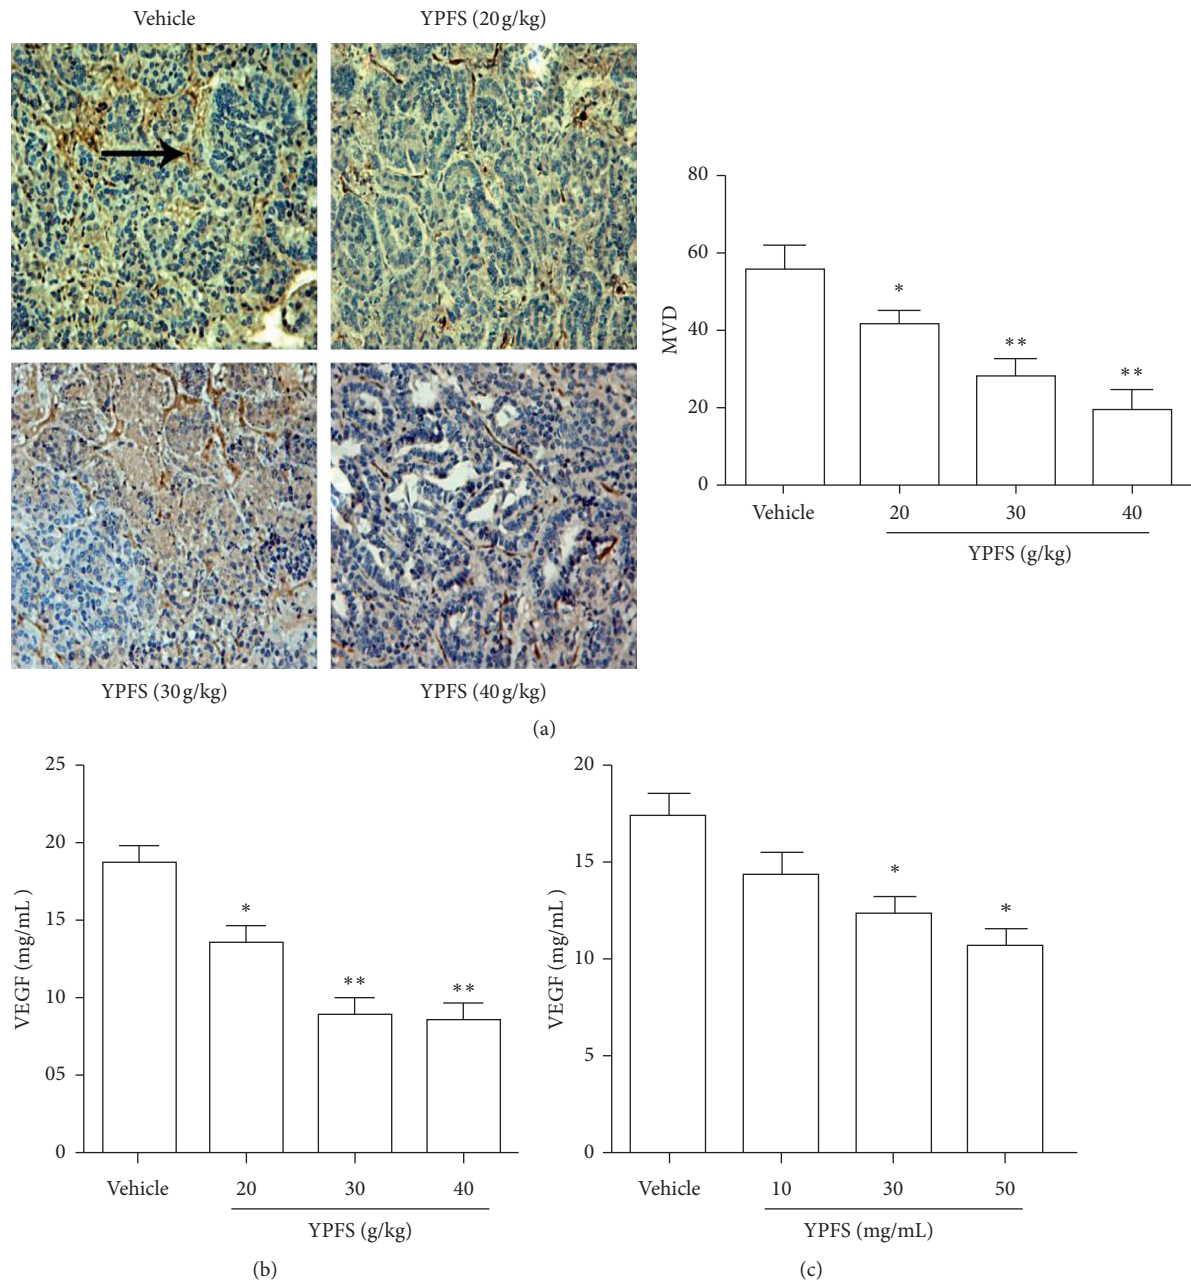 Vehicle
YPFS (20 g/kg)
YPFS (30 g/kg)
YPFS (40 g/kg)
80
60
40
20
0
MVD
*
**
**
Vehicle
20
30
40
YPFS (g/kg)
(a)
25
20
15
10
05
0
VEGF (mg/mL)
*
**
**
Vehicle
20
30
40
YPFS (g/kg)
(b)
20
15
10
5
0
VEGF (mg/mL)
*
*
Vehicle
10
30
50
YPFS (mg/mL)
(c)